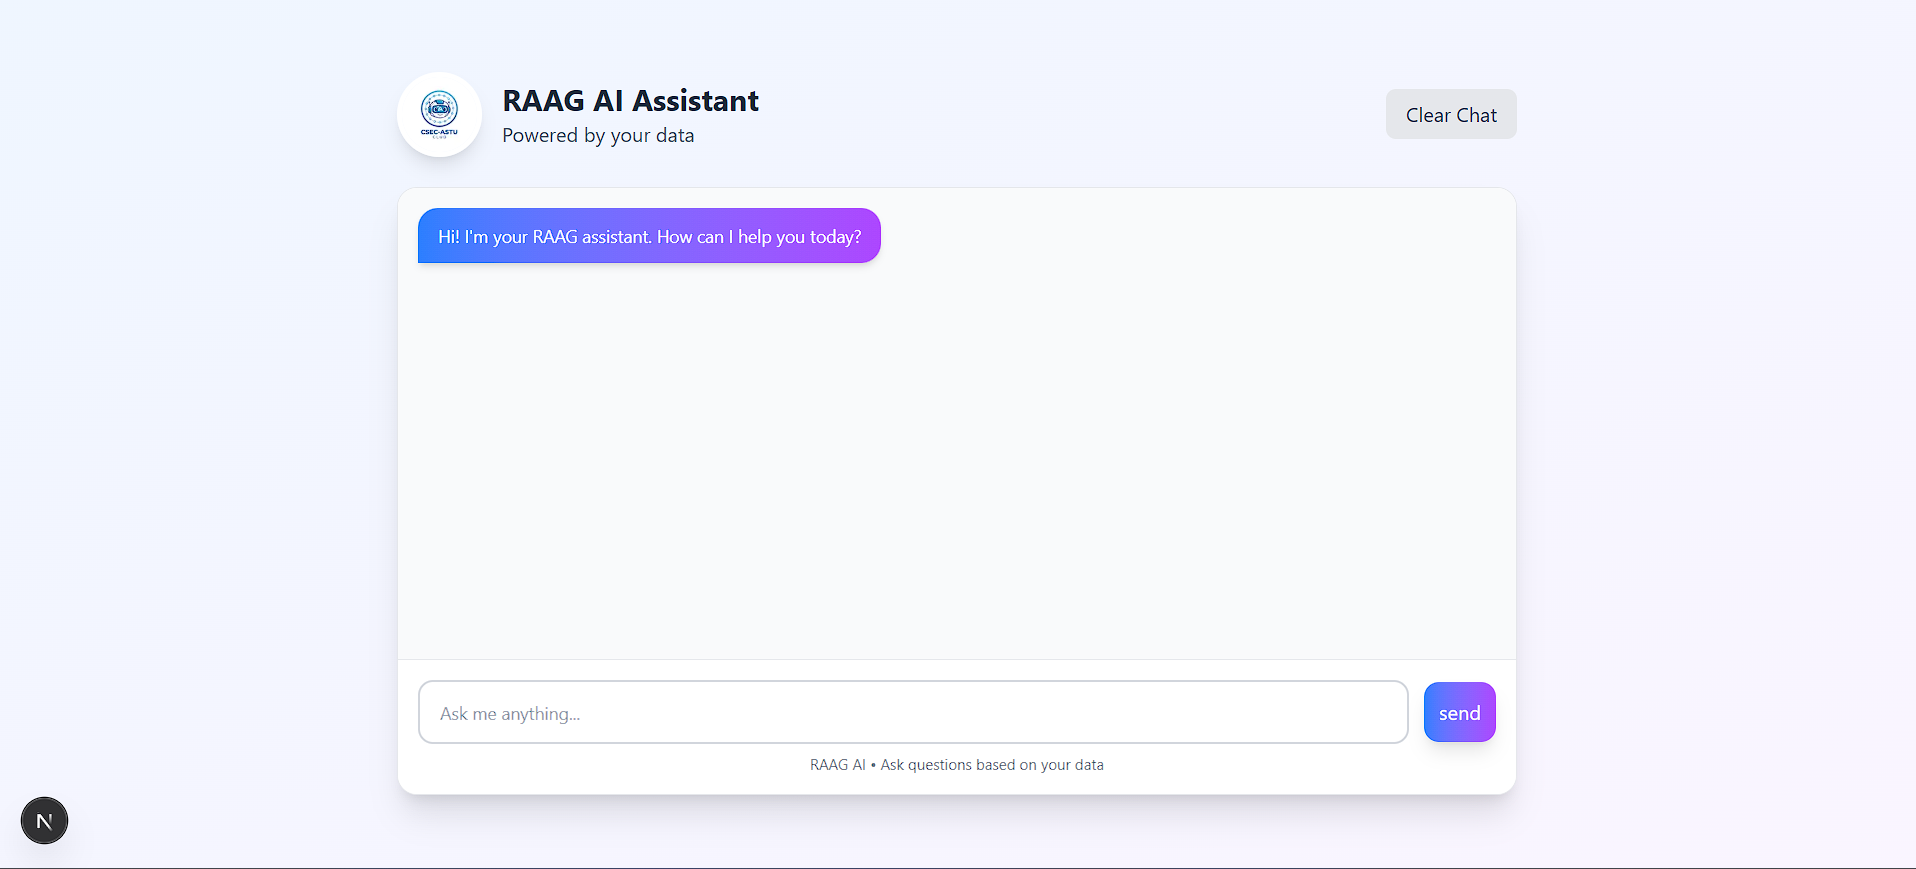 CSEC-ASTU
RAAG AI Assistant
Powered by your data
Clear Chat
Hi! I'm your RAAG assistant. How can I help you today?
Ask me anything...
send
RAAG AI • Ask questions based on your data
N